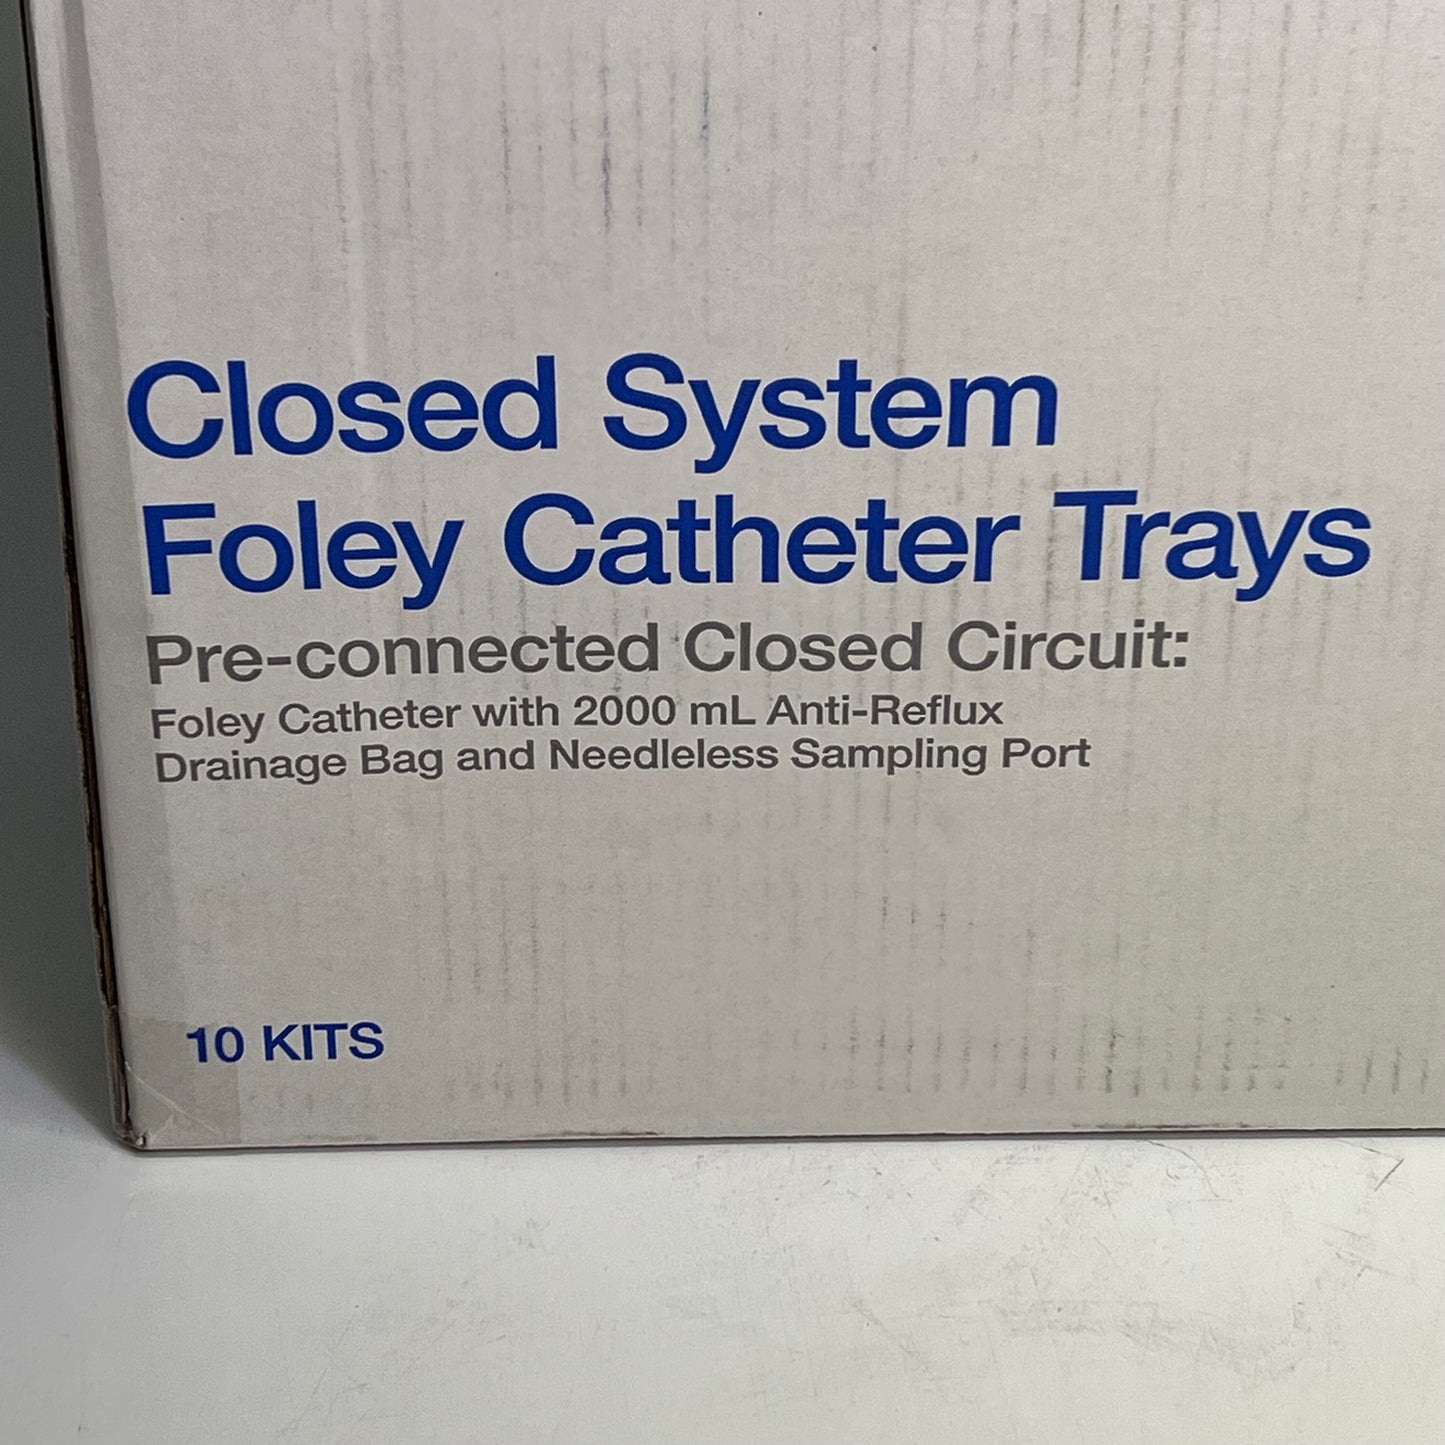 Closed System
Foley Catheter Trays
Pre-connected Closed Circuit:
Foley Catheter with 2000 mL Anti-Reflux
Drainage Bag and Needleless Sampling Port
10 KITS